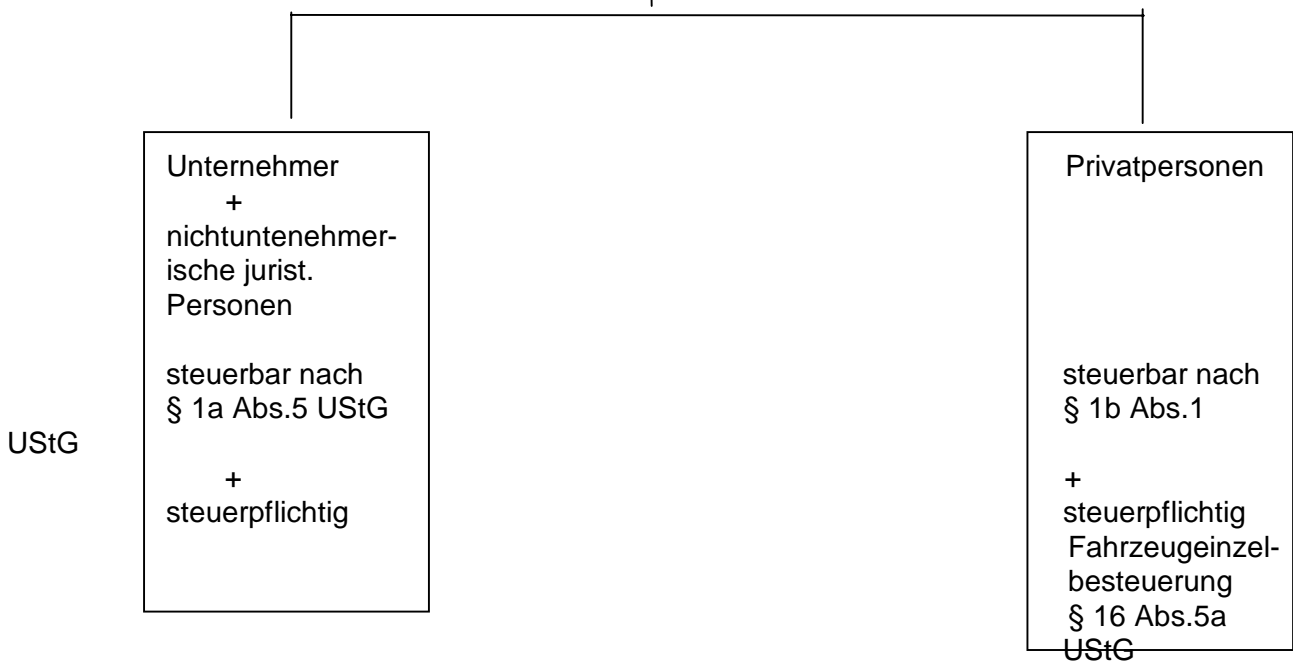 Unternehmer
+
nichtuntenehmer-
ische jurist.
Personen
steuerbar nach
§ 1a Abs.5 UStG
+
steuerpflichtig
Privatpersonen
steuerbar nach
§ 1b Abs.1
UStG
+
steuerpflichtig
Fahrzeugeinzel-
besteuerung
§ 16 Abs.5a
UStG